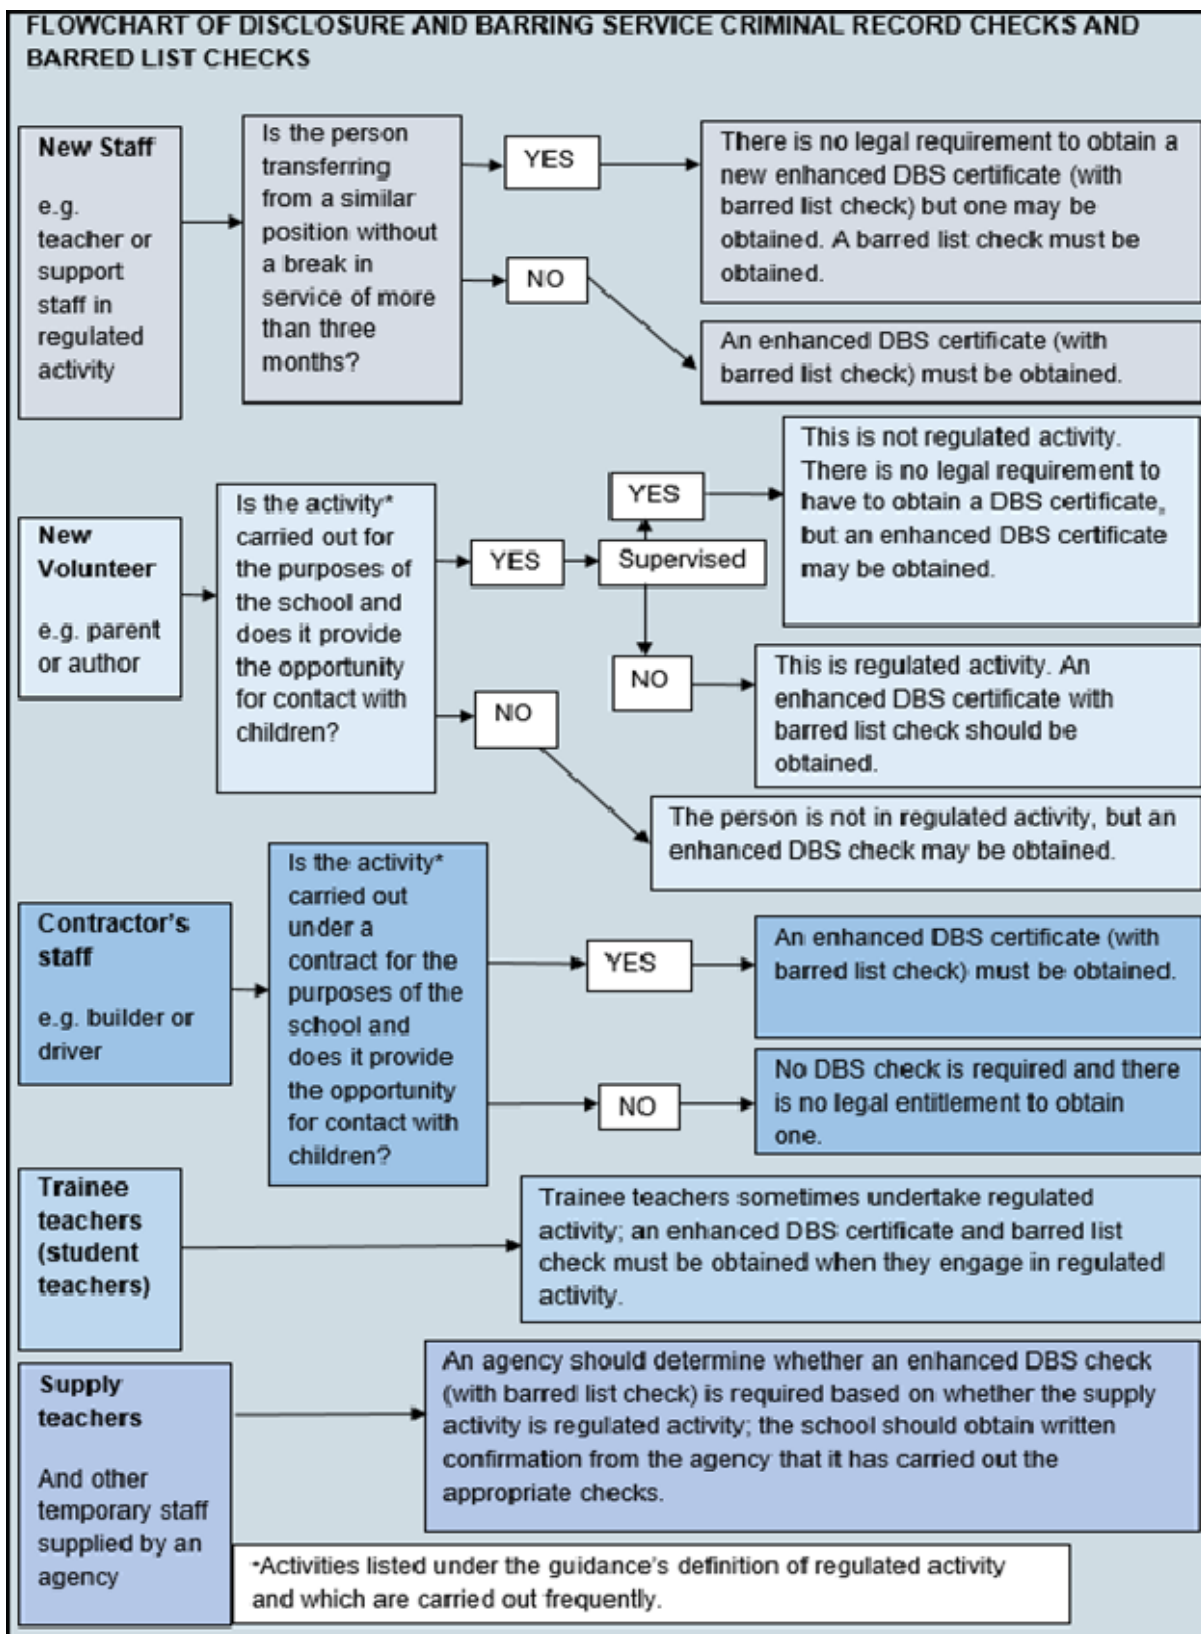 FLOWCHART OF DISCLOSURE AND BARRING SERVICE CRIMINAL RECORD CHECKS AND
BARRED LIST CHECKS
New Staff
e.g.
teacher or
support
staff in
regulated
activity
Is the person
transferring
from a similar
position without
a break in
service of more
than three
months?
YES
There is no legal requirement to obtain a
new enhanced DBS certificate (with
barred list check) but one may be
obtained. A barred list check must be
obtained.
NO
An enhanced DBS certificate (with
barred list check) must be obtained.
New
Volunteer
e.g. parent
or author
Is the activity*
carried out for
the purposes of
the school and
does it provide
the opportunity
for contact with
children?
YES
Supervised
YES
This is not regulated activity.
There is no legal requirement to
have to obtain a DBS certificate,
but an enhanced DBS certificate
may be obtained.
NO
This is regulated activity. An
enhanced DBS certificate with
barred list check should be
obtained.
NO
The person is not in regulated activity, but an
enhanced DBS check may be obtained.
Contractor's
staff
e.g. builder or
driver
Is the activity*
carried out
under a
contract for the
purposes of the
school and
does it provide
the opportunity
for contact with
children?
YES
An enhanced DBS certificate (with
barred list check) must be obtained.
NO
No DBS check is required and there
is no legal entitlement to obtain
one.
Trainee
teachers
(student
teachers)
Trainee teachers sometimes undertake regulated
activity; an enhanced DBS certificate and barred list
check must be obtained when they engage in regulated
activity.
Supply
teachers
And other
temporary staff
supplied by an
agency
An agency should determine whether an enhanced DBS check
(with barred list check) is required based on whether the supply
activity is regulated activity; the school should obtain written
confirmation from the agency that it has carried out the
appropriate checks.
*Activities listed under the guidance's definition of regulated activity
and which are carried out frequently.